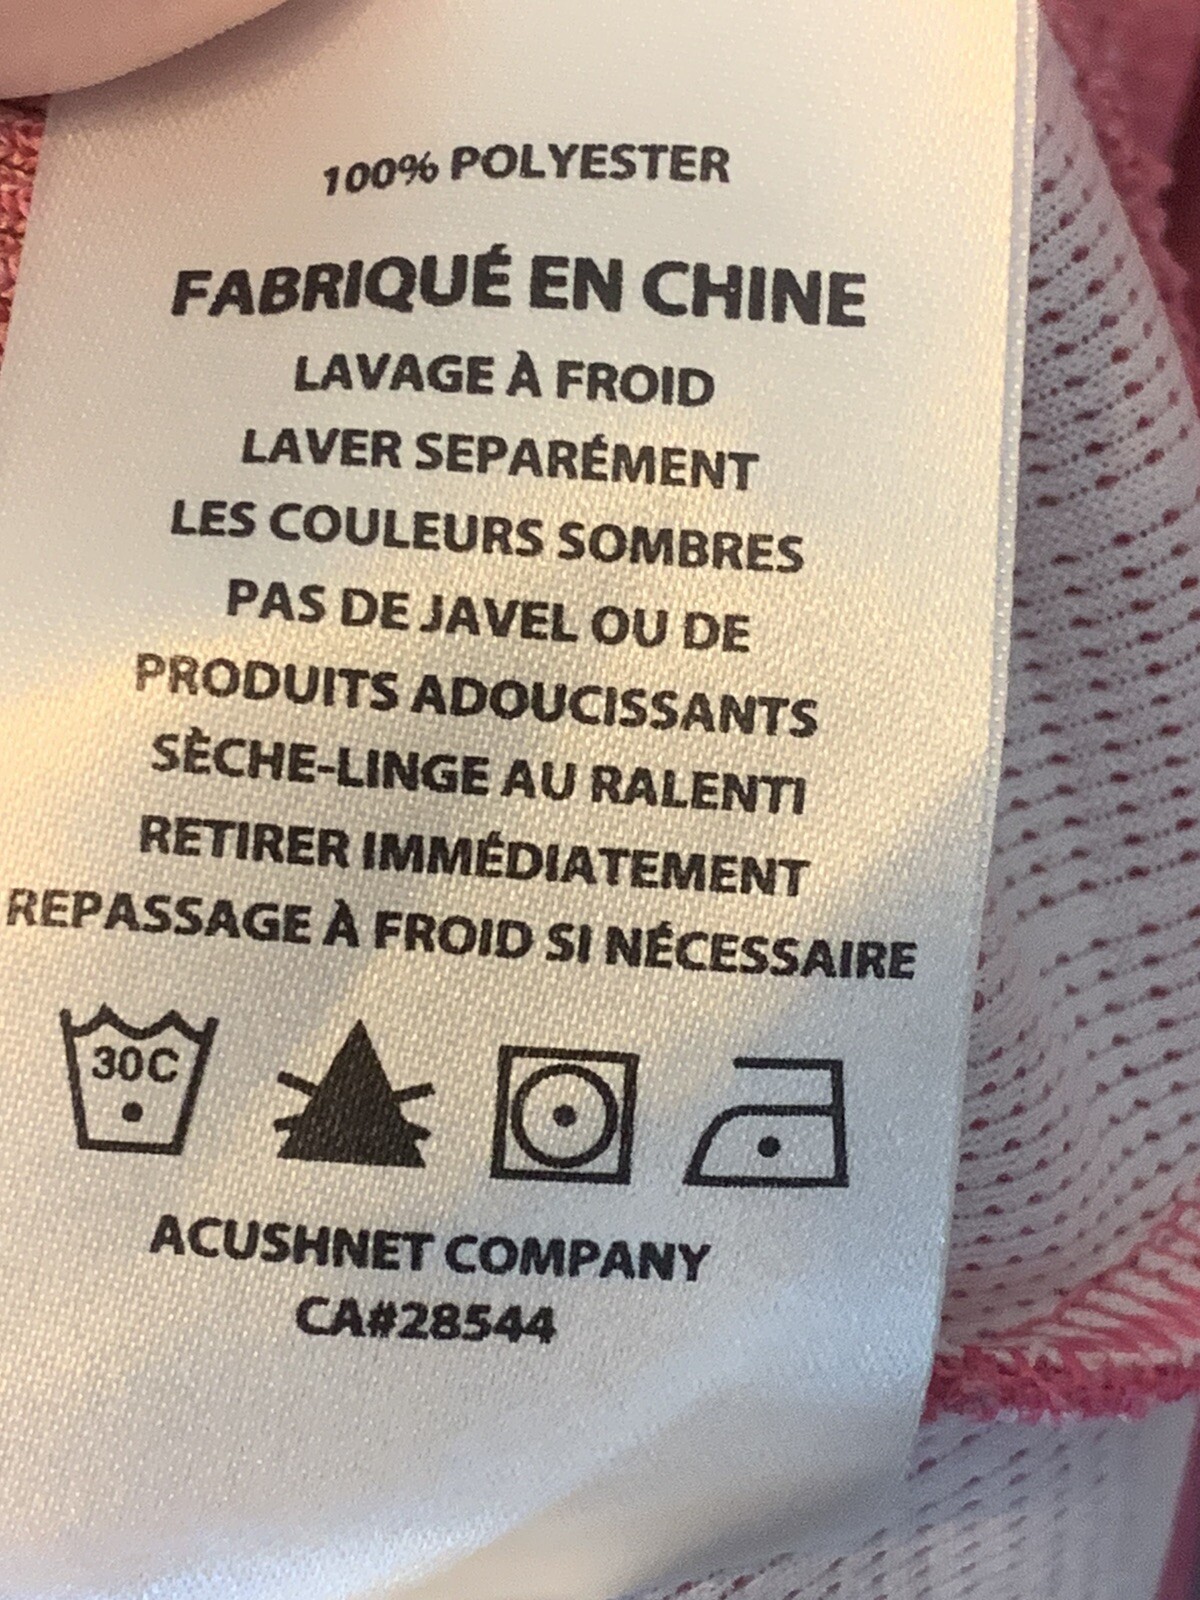 100% POLYESTER
FABRIQUÉ EN CHINE
LAVAGE À FROID
LAVER SEPARÉMENT
LES COULEURS SOMBRES
PAS DE JAVEL OU DE
PRODUITS ADOUCISSANTS
SÈCHE-LINGE AU RALENTI
RETIRER IMMÉDIATEMENT
REPASSAGE À FROID SI NÉCESSAIRE
30C
ACUSHNET COMPANY
CA#28544